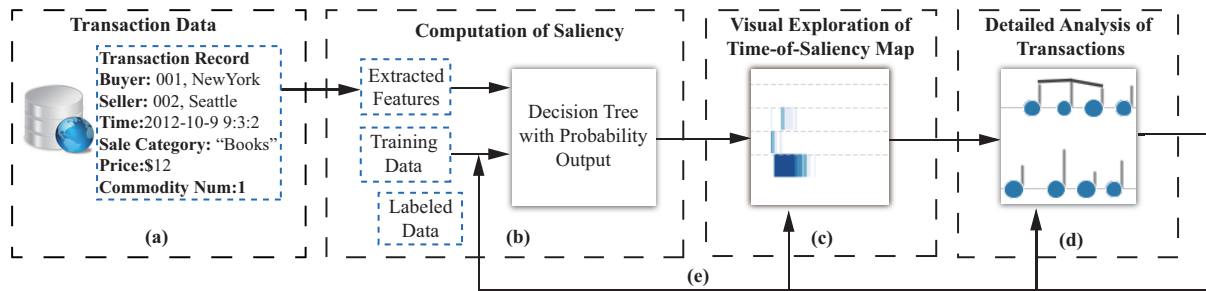 Transaction Data
Transaction Record
Buyer: 001, NewYork
Seller: 002, Seattle
Time:2012-10-9 9:3:2
Sale Category: “Books”
Price:$12
Commodity Num:1
(a)
Computation of Saliency
Extracted
Features
Training
Data
Labeled
Data
Decision Tree
with Probability
Output
(b)
Visual Exploration of
Time-of-Saliency Map
(c)
Detailed Analysis of
Transactions
(d)
(e)